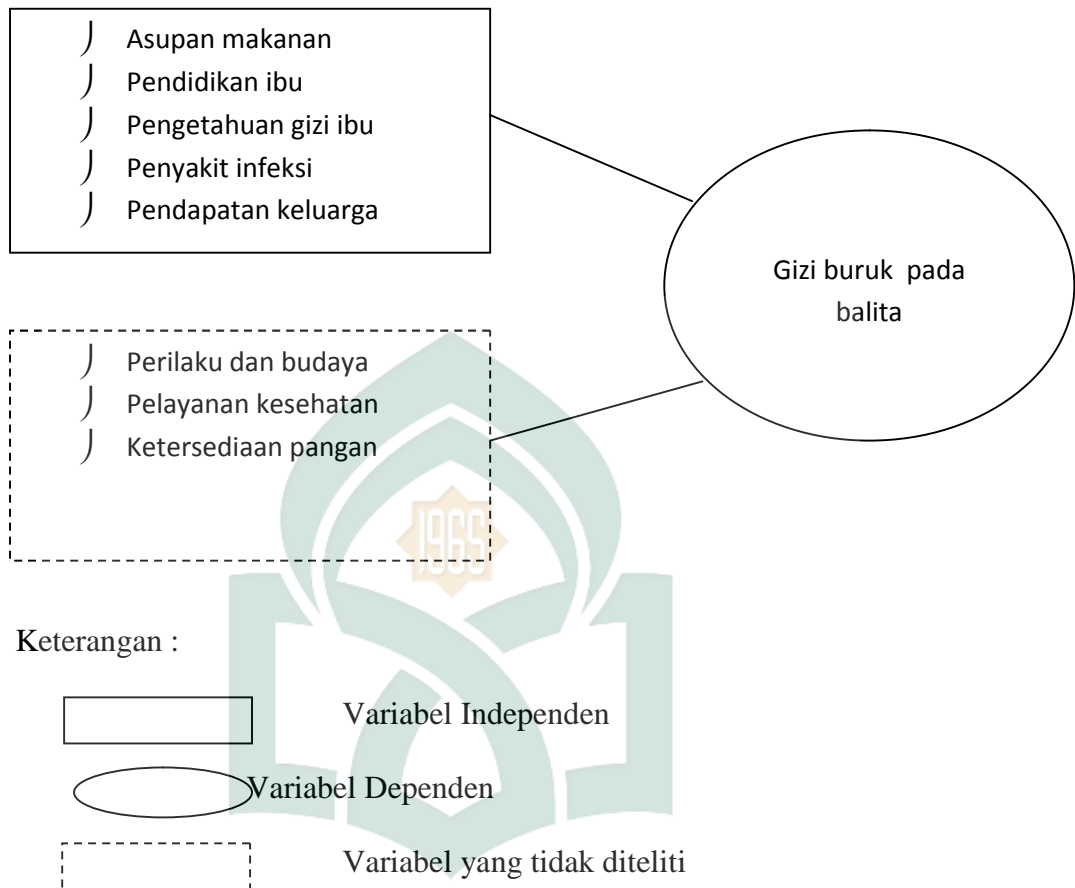 Asupan makanan
Pendidikan ibu
Pengetahuan gizi ibu
Penyakit infeksi
Pendapatan keluarga
Gizi buruk pada
balita
Perilaku dan budaya
Pelayanan kesehatan
Ketersediaan pangan
1965
Keterangan :
Variabel Independen
Variabel Dependen
Variabel yang tidak diteliti